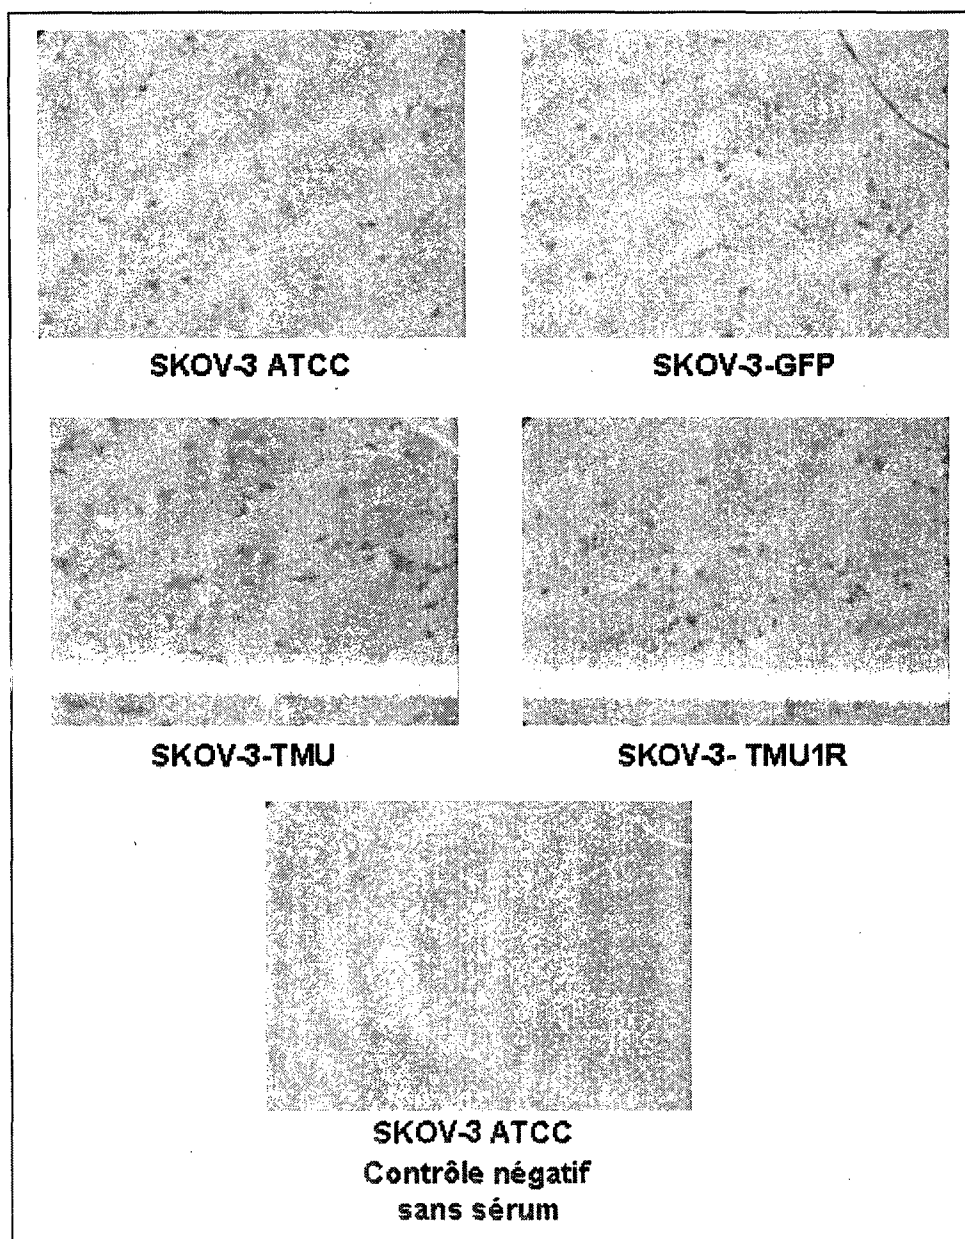 SKOV-3 ATCC
SKOV-3-GFP
SKOV-3-TMU
SKOV-3- TMU1R
SKOV-3 ATCC
Contrôle négatif
sans sérum